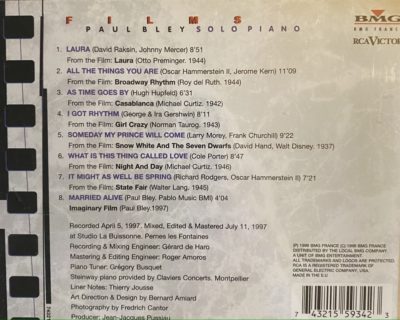 FILMS
PAUL BLEY SOLO PIANO
BMG
BMG FRANCE
RCA VICTOR
1. LAURA (David Raksin, Johnny Mercer) 8'51
From the Film: Laura (Otto Preminger. 1944)
2. ALL THE THINGS YOU ARE (Oscar Hammerstein II, Jerome Kern) 11'09
From the Film: Broadway Rhythm (Roy del Ruth. 1944)
3. AS TIME GOES BY (Hugh Hupfeld) 6'31
From the Film: Casablanca (Michael Curtiz. 1942)
4. I GOT RHYTHM (George & Ira Gershwin) 3'11
From the Film: Girl Crazy (Norman Taurog. 1943)
5. SOMEDAY MY PRINCE WILL COME (Larry Morey, Frank Churchill) 9'22
From the Film: Snow White And The Seven Dwarfs (David Hand, Walt Disney. 1937)
6. WHAT IS THIS THING CALLED LOVE (Cole Porter) 8'47
From the Film: Night And Day (Michael Curtiz. 1946)
7. IT MIGHT AS WELL BE SPRING (Richard Rodgers, Oscar Hammerstein II) 7'21
From the Film: State Fair (Walter Lang. 1945)
8. MARRIED ALIVE (Paul Bley, Pablo Music BMI) 4'04
Imaginary Film (Paul Bley.1997)
Recorded April 5, 1997. Mixed, Edited & Mastered July 11, 1997
at Studio La Buissonne, Pernes les Fontaines
Recording & Mixing Engineer: Gérard de Haro
Mastering & Editing Engineer: Roger Amoros
Piano Tuner: Grégory Busquet
Steinway piano provided by Claviers Concerts. Montpellier
Liner Notes: Thierry Jousse
Art Direction & Design by Bernard Amiard
Photography by Fredrich Cantor
Producer: Jean-Jacques Pussiau
(P) 1998 BMG FRANCE (C) 1998 BMG FRANCE
DISTRIBUTED BY THE LOCAL BMG COMPANY.
A UNIT OF BMG ENTERTAINMENT
ALL TRADEMARKS AND LOGOS ARE PROTECTED.
RCA IS A REGISTERED TRADEMARK OF
GENERAL ELECTRIC COMPANY, USA.
MADE IN THE E.U
7 43215 59342 3